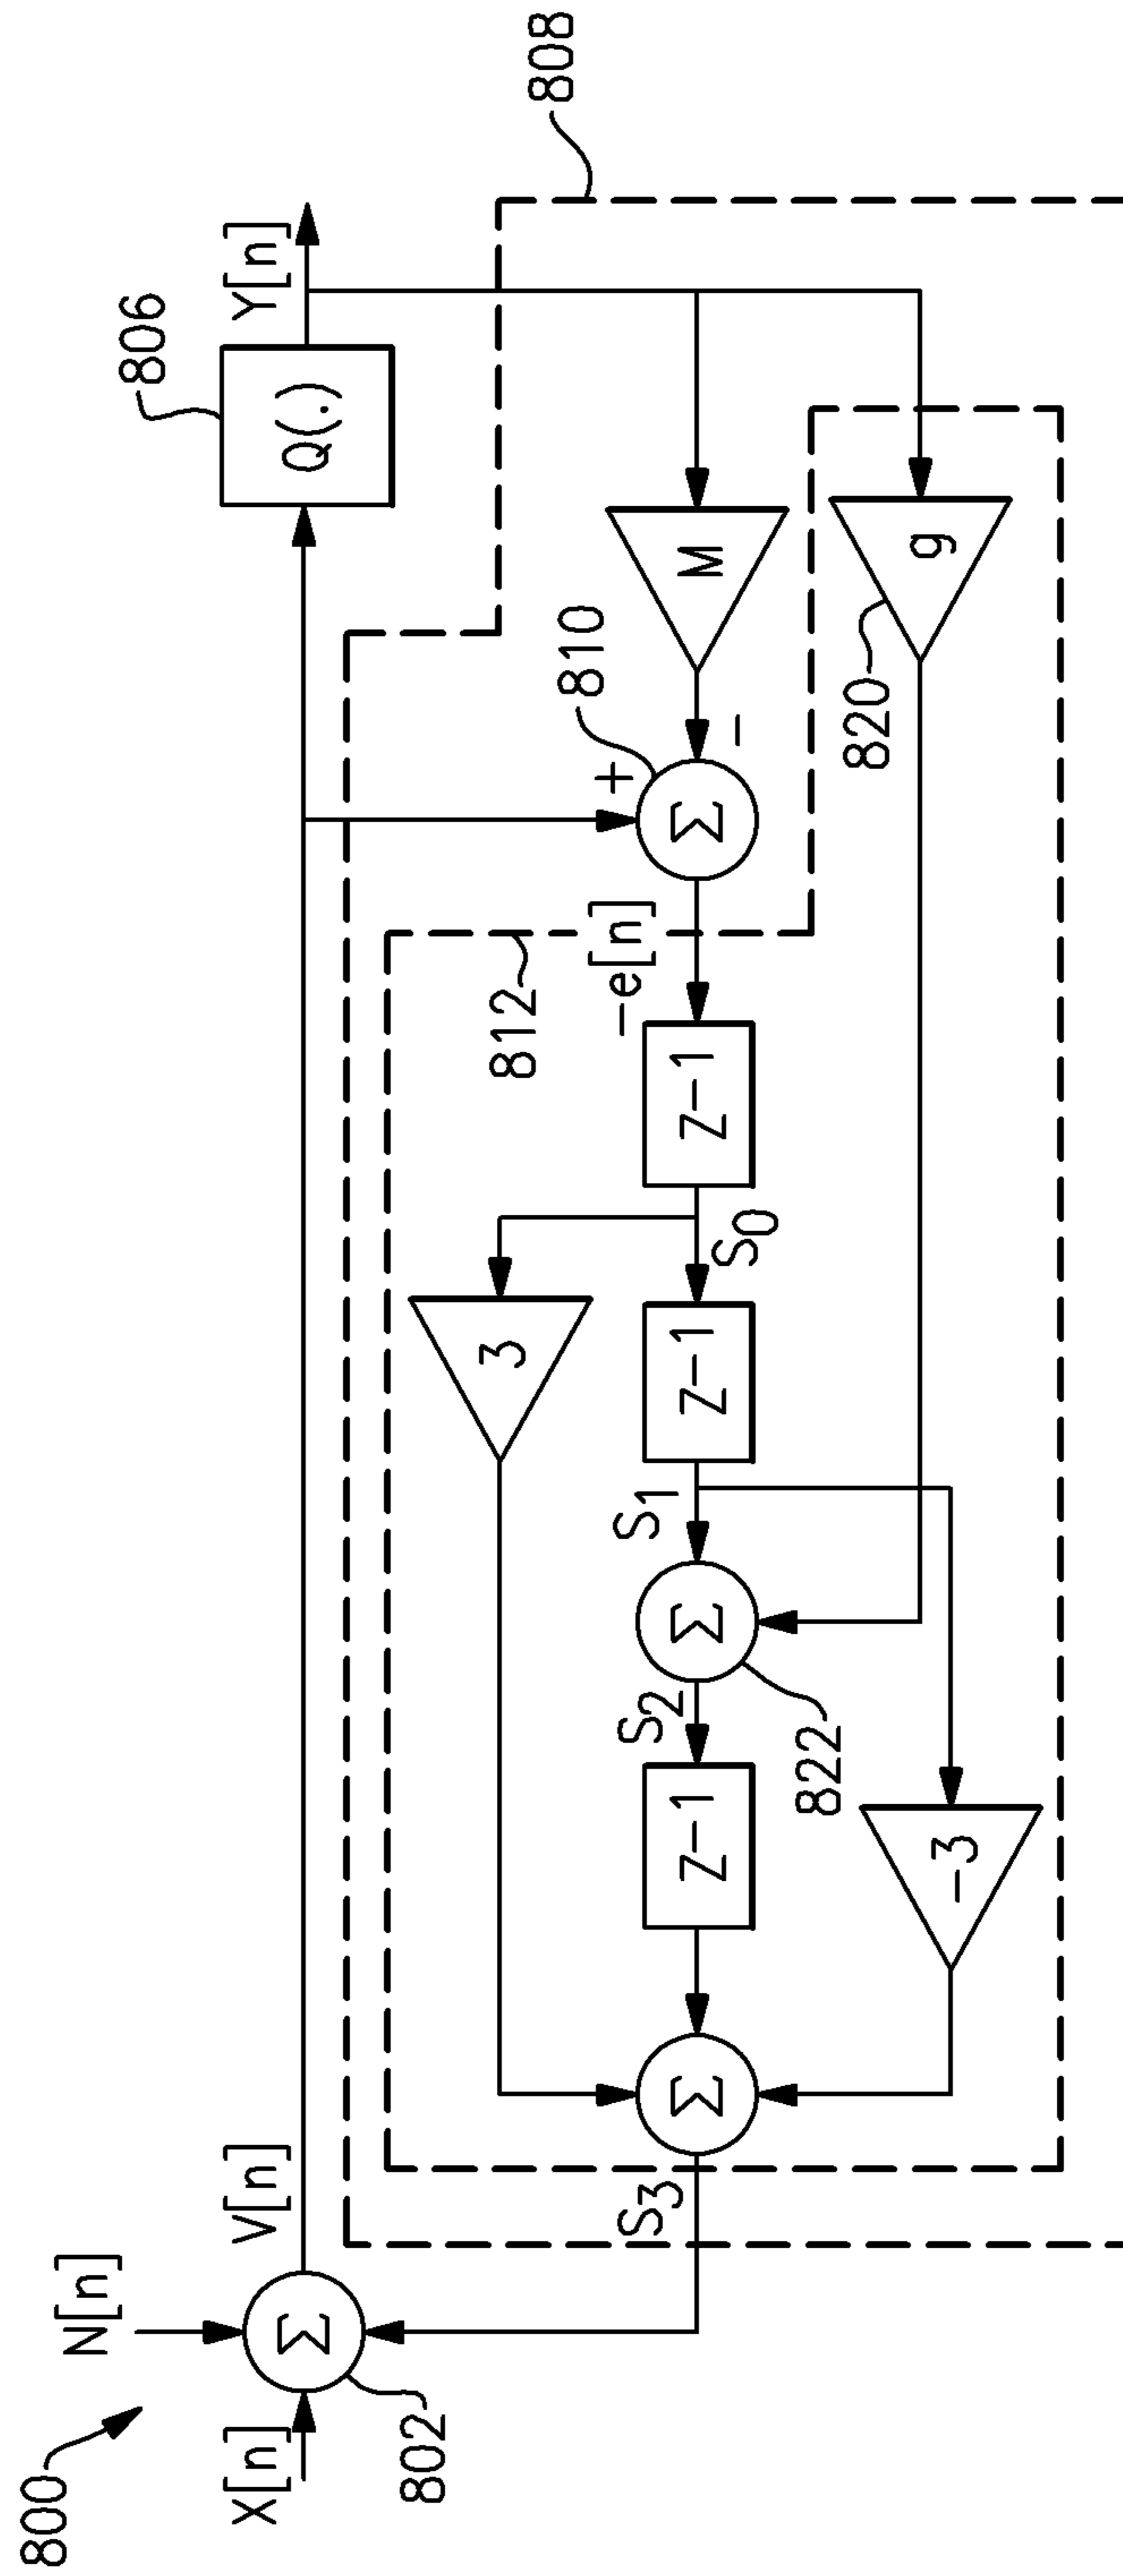 800
X[n]
N[n]
Σ
802
V[n]
806
Q(.)
Y[n]
808
S3
812
3
Σ
Z-1
S2
Σ
S1
Z-1
S0
Z-1
-e[n]
+
Σ
810
-
M
822
-3
820
g